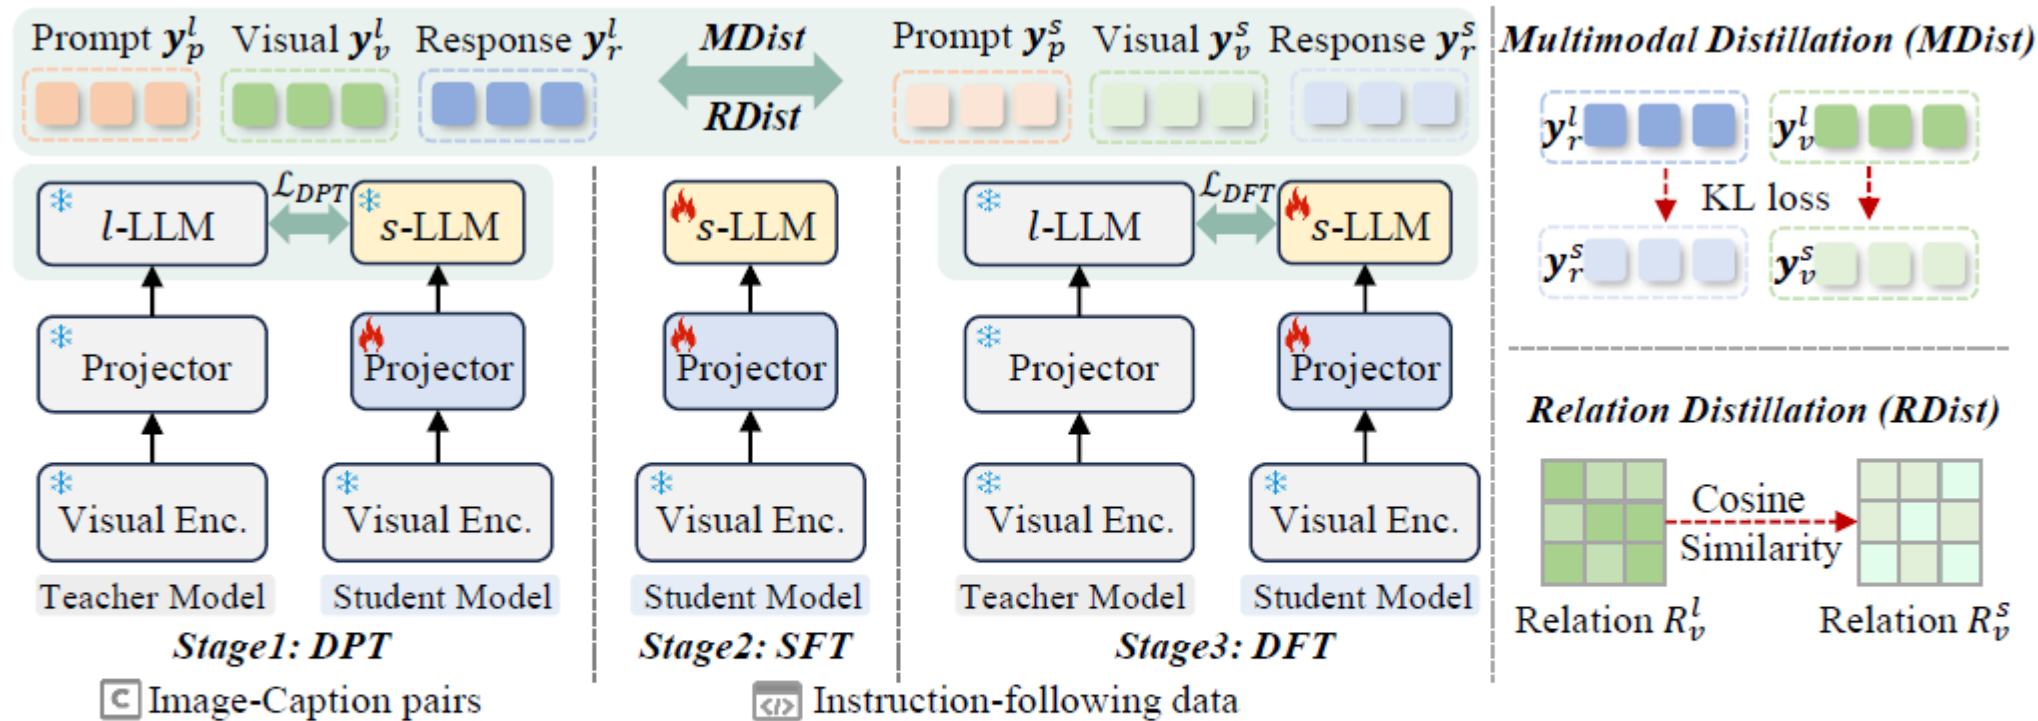 Prompt y_p^l Visual y_v^l Response y_r^l
MDist
RDist
Prompt y_p^s Visual y_v^s Response y_r^s
l-LLM
L_DPT
s-LLM
Projector
Projector
Visual Enc.
Visual Enc.
Teacher Model
Student Model
Stage1: DPT
s-LLM
Projector
Visual Enc.
Student Model
Stage2: SFT
l-LLM
L_DFT
s-LLM
Projector
Projector
Visual Enc.
Visual Enc.
Teacher Model
Student Model
Stage3: DFT
C Image-Caption pairs
</> Instruction-following data
Multimodal Distillation (MDist)
y_r^l
y_v^l
KL loss
y_r^s
y_v^s
Relation Distillation (RDist)
Cosine
Similarity
Relation R_v^l
Relation R_v^s